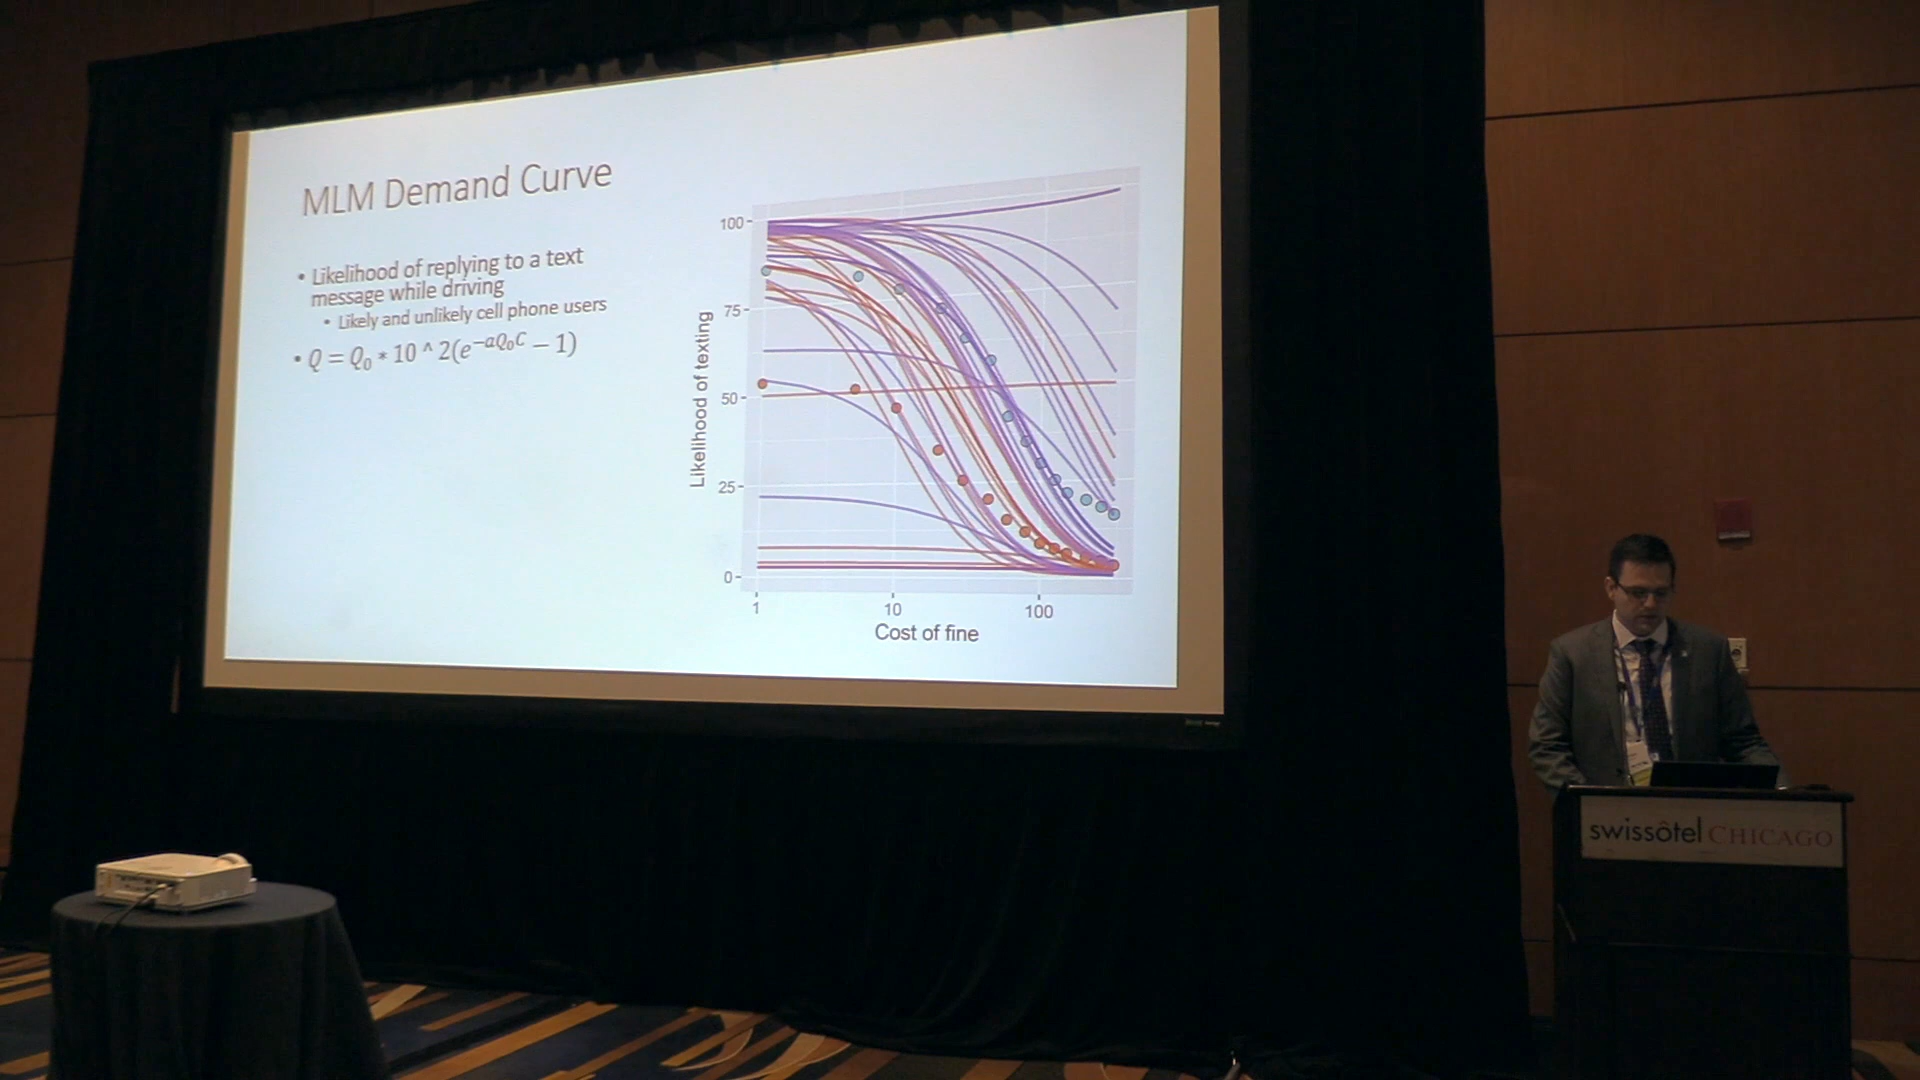 MLM Demand Curve
• Likelihood of replying to a text
message while driving
• Likely and unlikely cell phone users
• Q = Q₀ * 10 ^ 2(e^−αQ₀C − 1)
100
75
50
25
0
Likelihood of texting
1 10 100
Cost of fine
swissôtel CHICAGO